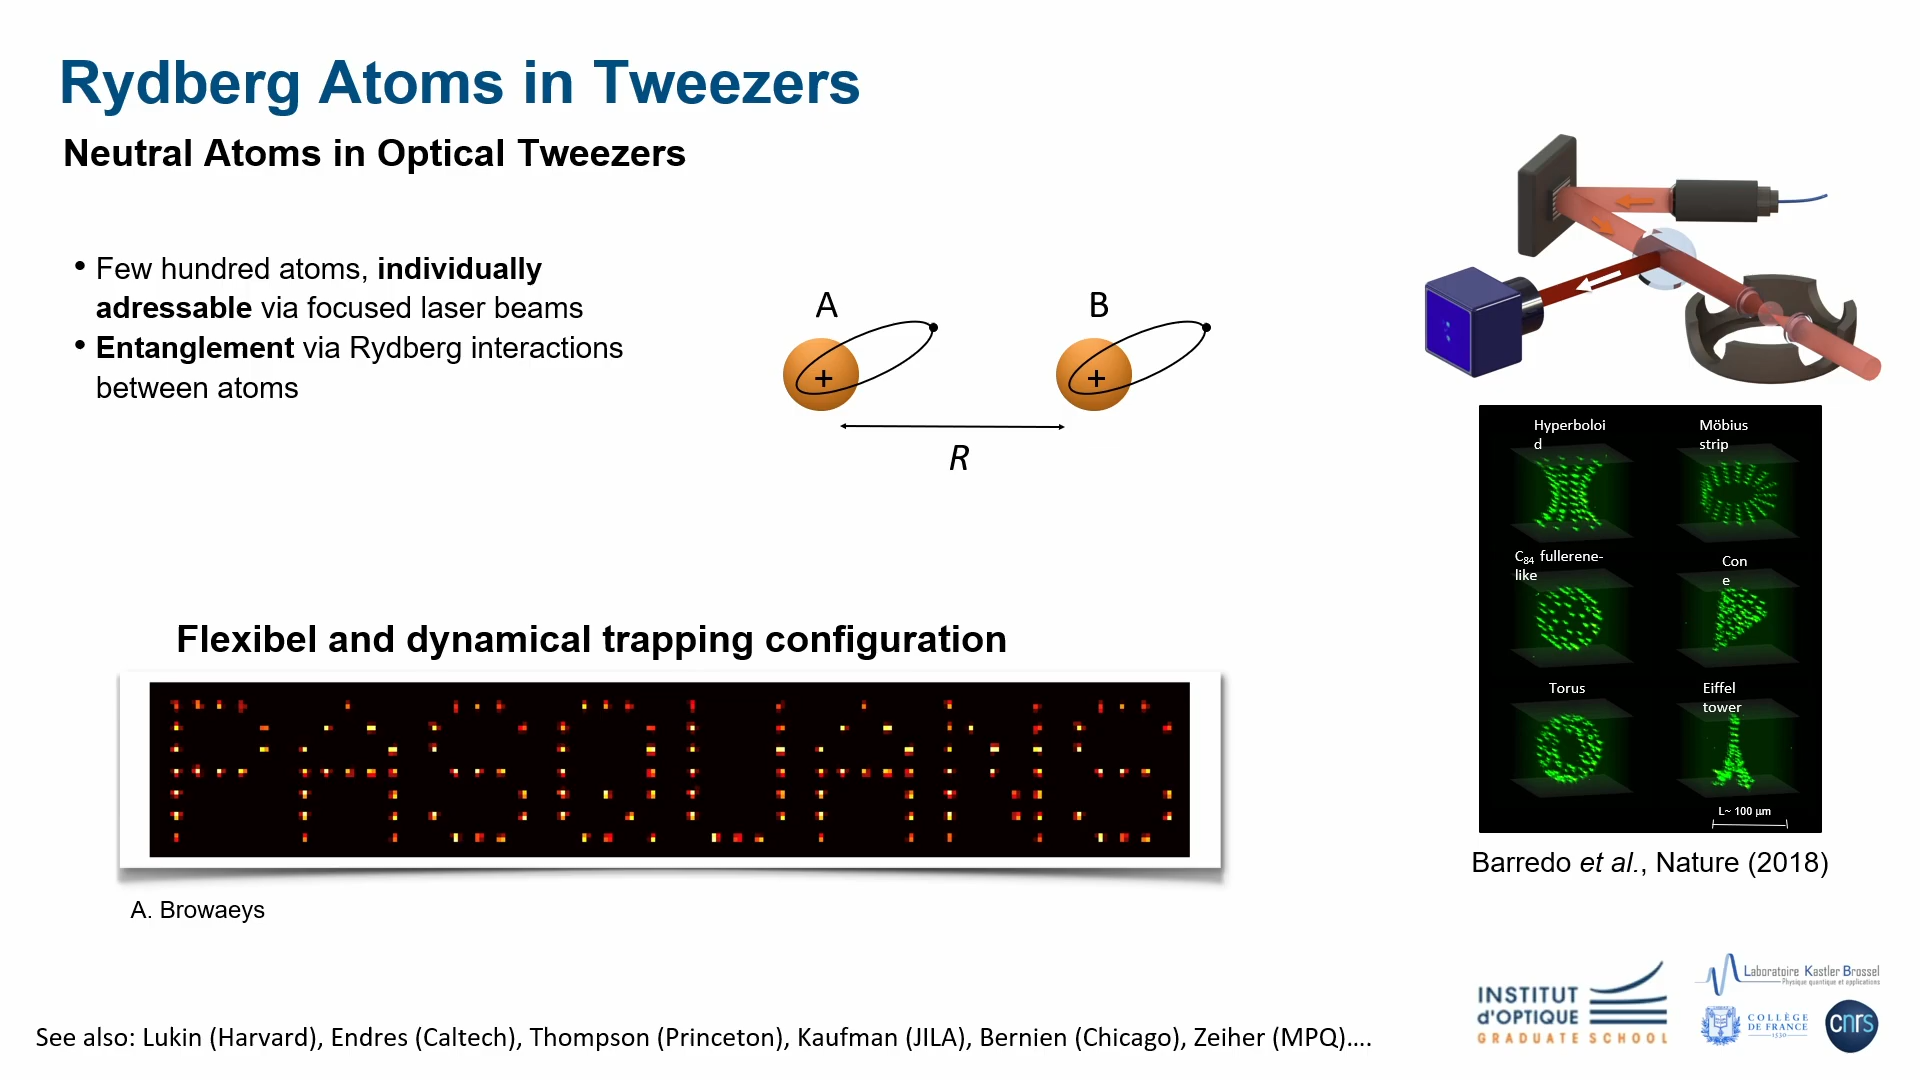 Rydberg Atoms in Tweezers
Neutral Atoms in Optical Tweezers
• Few hundred atoms, individually
adressable via focused laser beams
• Entanglement via Rydberg interactions
between atoms
A
B
+
+
R
Hyperboloi
d
Möbius
strip
C84 fullerene-
like
Con
e
Torus
Eiffel
tower
L~ 100 µm
Barredo et al., Nature (2018)
Flexibel and dynamical trapping configuration
PASQUANS
A. Browaeys
See also: Lukin (Harvard), Endres (Caltech), Thompson (Princeton), Kaufman (JILA), Bernien (Chicago), Zeiher (MPQ)….
INSTITUT
d'OPTIQUE
GRADUATE SCHOOL
Laboratoire Kastler Brossel
Physique quantique et applications
COLLÈGE
DE FRANCE
1530
cnrs